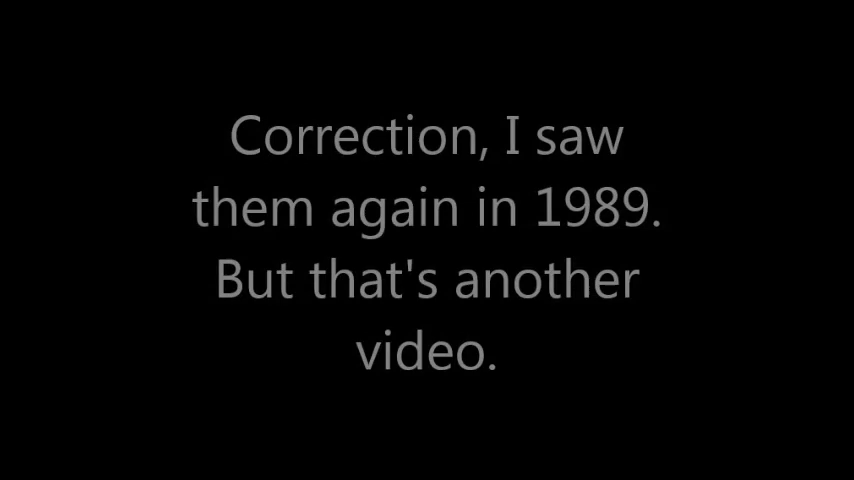 Correction, I saw
them again in 1989.
But that's another
video.